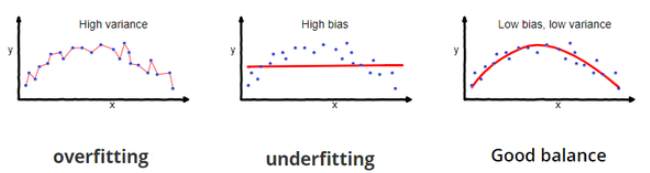 High variance
y
x
overfitting
High bias
y
x
underfitting
Low bias, low variance
y
x
Good balance